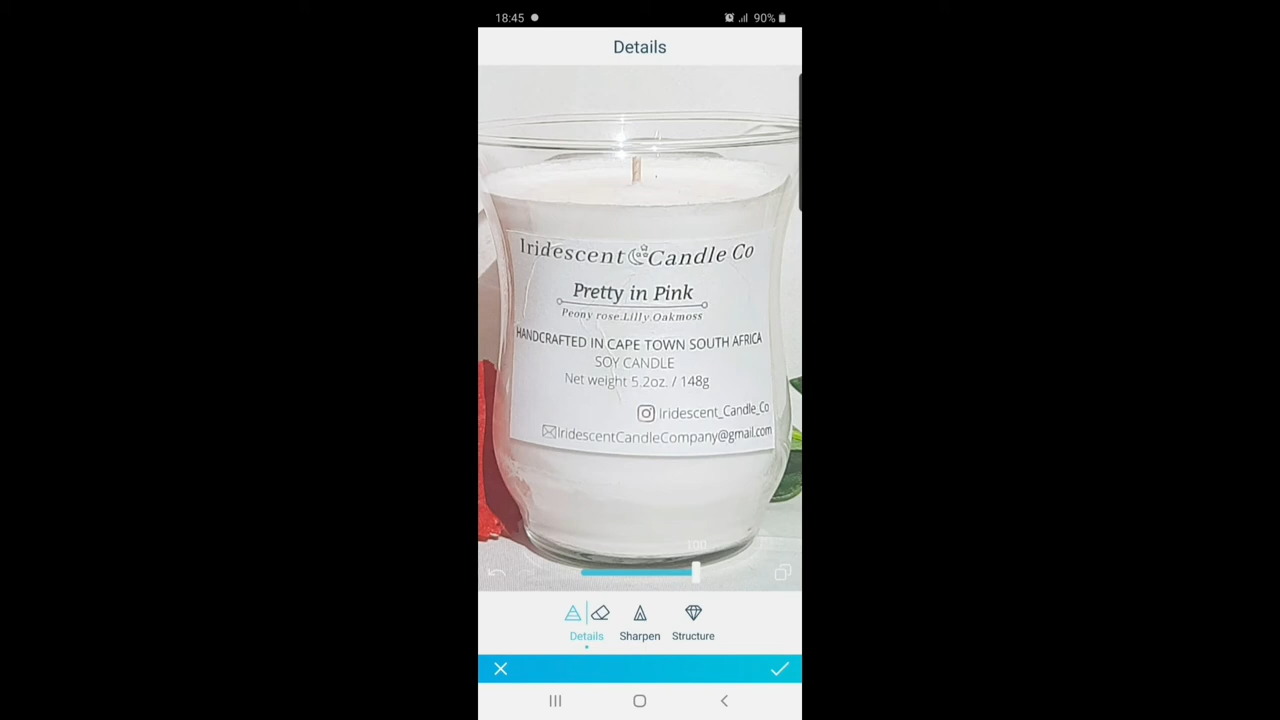 18:45
90%
Details
Iridescent Candle Co
Pretty in Pink
Peony rose.Lilly.Oakmoss
HANDCRAFTED IN CAPE TOWN SOUTH AFRICA
SOY CANDLE
Net weight 5.2oz. / 148g
Iridescent_Candle_Co
IridescentCandleCompany@gmail.com
100
Details
Sharpen
Structure